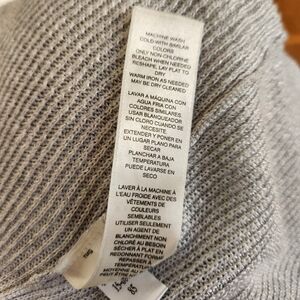 MACHINE WASH
COLD WITH SIMILAR
COLORS
ONLY NON-CHLORINE
BLEACH WHEN NEEDED
RESHAPE, LAY FLAT TO
DRY
WARM IRON AS NEEDED
MAY BE DRY CLEANED
LAVAR A MÁQUINA CON
AGUA FRIA CON
COLORES SIMILARES
USAR BLANQUEADOR
SIN CLORO CUANDO SE
NECESITE.
EXTENDER Y PONER EN
UN LUGAR PLANO PARA
SECAR
PLANCHAR A BAJA
TEMPERATURA
PUEDE LAVARSE EN
SECO
LAVER À LA MACHINE À
L'EAU FROIDE AVEC DES
VÊTEMENTS DE
COULEURS
SEMBLABLES
UTILISER SEULEMENT
UN AGENT DE
BLANCHIMENT NON
CHLORÉ AU BESOIN
SÉCHER À PLAT EN
REDONNANT FORME
REPASSER À
TEMPÉRATURE
MOYENNE AU